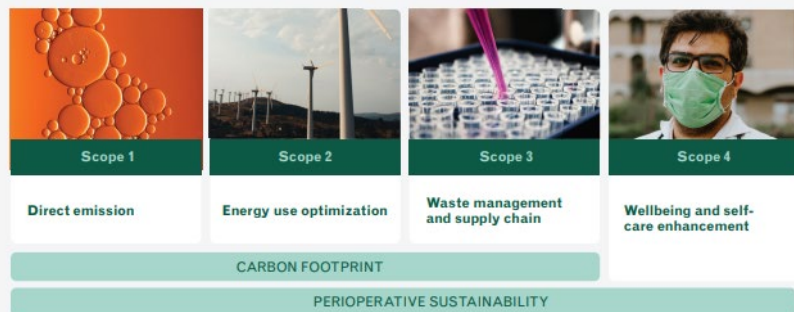 Scope 1
Scope 2
Scope 3
Scope 4
Direct emission
Energy use optimization
Waste management
and supply chain
Wellbeing and self-
care enhancement
CARBON FOOTPRINT
PERIOPERATIVE SUSTAINABILITY